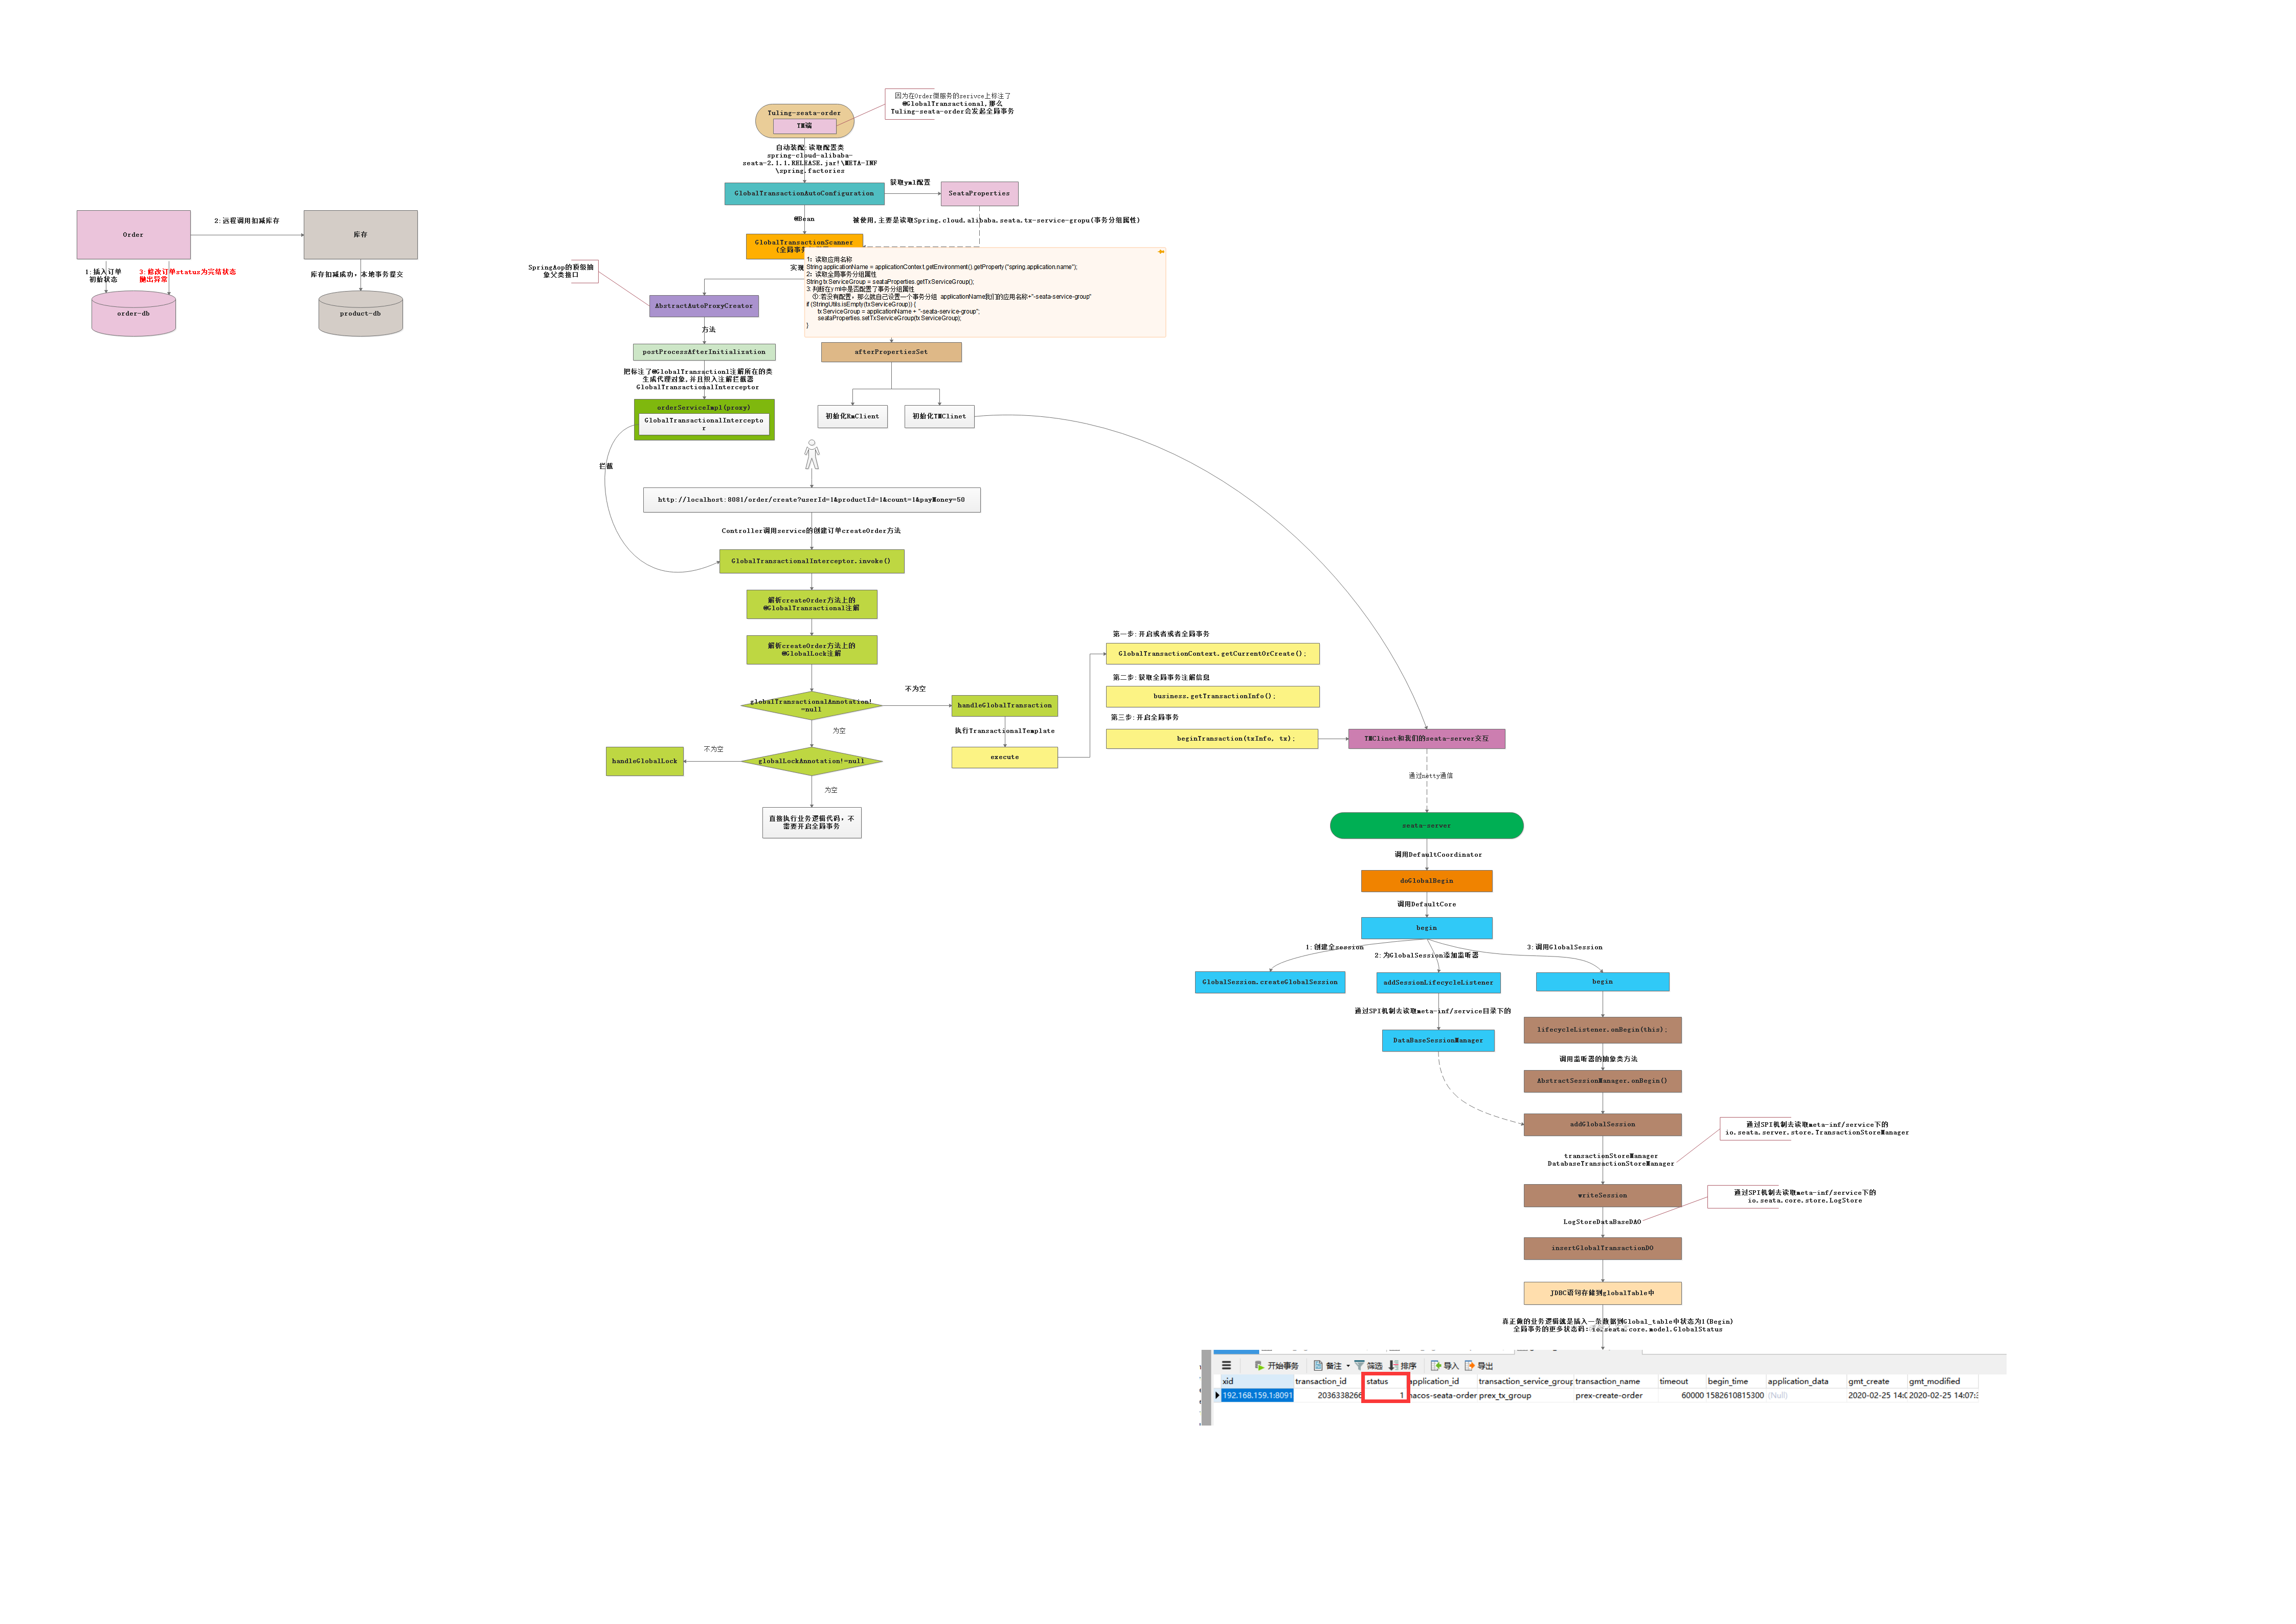 Order
2:远程调用扣减库存
库存
1:插入订单
初始状态
3:修改订单status为完结状态
抛出异常
order-db
库存扣减成功，本地事务提交
product-db
Tuling-seata-order
TM端
因为在Order微服务的serivce上标注了
@GlobalTransactional,那么
Tuling-seata-order会发起全局事务
自动装配:读取配置类
spring-cloud-alibaba-
seata-2.1.1.RELEASE.jar!\META-INF
\spring.factories
GlobalTransactionAutoConfiguration
获取yml配置
SeataProperties
@Bean
被使用,主要是读取Spring.cloud.alibaba.seata.tx-service-gropu(事务分组属性)
GlobalTransactionScanner
(全局事务
实现
1：读取应用名称
String applicationName = applicationContext.getEnvironment().getProperty("spring.application.name");
2：读取全局事务分组属性
String txServiceGroup = seataProperties.getTxServiceGroup();
3:判断在yml中是否配置了事务分组属性
①:若没有配置，那么就自己设置一个事务分组 applicationName我们的应用名称+"-seata-service-group"
if (StringUtils.isEmpty(txServiceGroup)) {
txServiceGroup = applicationName + "-seata-service-group";
seataProperties.setTxServiceGroup(txServiceGroup);
}
SpringAop的顶级抽
象父类接口
AbstractAutoProxyCreator
方法
postProcessAfterInitialization
把标注了@GlobalTransactionl注解所在的类
生成代理对象,并且织入注解拦截器
GlobalTransactionalInterceptor
orderServiceImpl(proxy)
GlobalTransactionalIntercepto
r
afterPropertiesSet
初始化RmClient
初始化TMClinet
拦截
http://localhost:8081/order/create?userId=1&productId=1&count=1&payMoney=50
Controller调用service的创建订单createOrder方法
GlobalTransactionalInterceptor.invoke()
解析createOrder方法上的
@GlobalTransactional注解
解析createOrder方法上的
@GlobalLock注解
globalTransactionalAnnotation!
=null
不为空
handleGlobalTransaction
执行TransactionalTemplate
execute
为空
globalLockAnnotation!=null
不为空
handleGlobalLock
为空
直接执行业务逻辑代码，不
需要开启全局事务
第一步:开启或者或者全局事务
GlobalTransactionContext.getCurrentOrCreate();
第二步:获取全局事务注解信息
business.getTransactionInfo();
第三步:开启全局事务
beginTransaction(txInfo, tx);
TMClinet和我们的seata-server交互
通过netty通信
seata-server
调用DefaultCoordinator
doGlobalBegin
调用DefaultCore
begin
1:创建全session
2:为GlobalSession添加监听器
3:调用GlobalSession
GlobalSession.createGlobalSession
addSessionLifecycleListener
begin
通过SPI机制去读取meta-inf/service目录下的
DataBaseSessionManager
lifecycleListener.onBegin(this);
调用监听器的抽象类方法
AbstractSessionManager.onBegin()
addGlobalSession
通过SPI机制去读取meta-inf/service下的
io.seata.server.store.TransactionStoreManager
transactionStoreManager
DatabaseTransactionStoreManager
writeSession
通过SPI机制去读取meta-inf/service下的
io.seata.core.store.LogStore
LogStoreDataBaseDAO
insertGlobalTransactionDO
JDBC语句存储到globalTable中
真正做的业务逻辑就是插入一条数据到Global_table中状态为1(Begin)
全局事务的更多状态码：io.seata.core.model.GlobalStatus
开始事务 备注 筛选 排序 导入 导出
xid transaction_id status application_id transaction_service_group transaction_name timeout begin_time application_data gmt_create gmt_modified
192.168.159.1:8091 2036338266 1 nacos-seata-order prex_tx_group prex-create-order 60000 1582610815300 (Null) 2020-02-25 14:0 2020-02-25 14:07:3